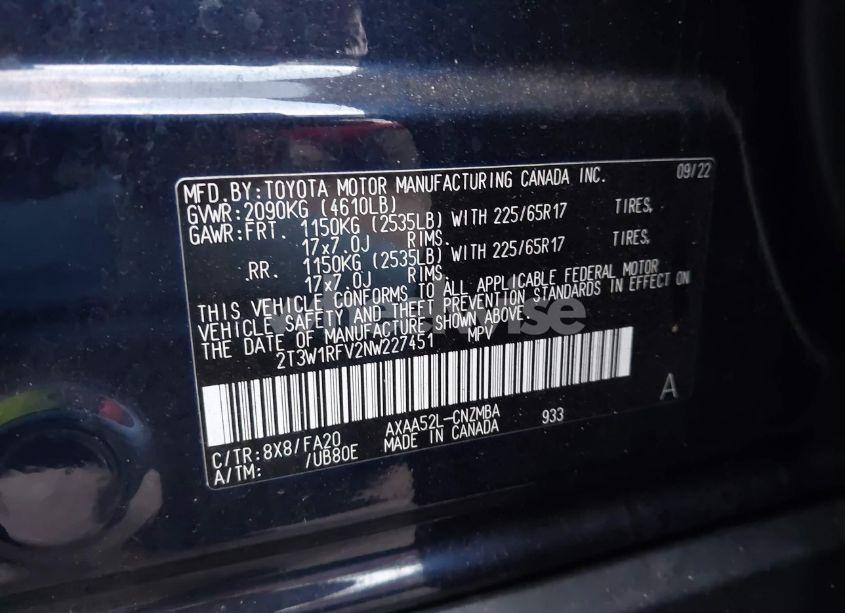 MFD. BY: TOYOTA MOTOR MANUFACTURING CANADA INC. 09/22
GVWR: 2090KG (4610LB)
GAWR: FRT. 1150KG (2535LB) WITH 225/65R17 TIRES,
17x7.0J RIMS.
RR. 1150KG (2535LB) WITH 225/65R17 TIRES,
17x7.0J RIMS.
THIS VEHICLE CONFORMS TO ALL APPLICABLE FEDERAL MOTOR
VEHICLE SAFETY AND THEFT PREVENTION STANDARDS IN EFFECT ON
THE DATE OF MANUFACTURE SHOWN ABOVE.
2T3W1RFV2NW227451 MPV
A
C/TR: 8X8/FA20 AXAA52L-CNZMBA 933
A/TM: /UB80E MADE IN CANADA